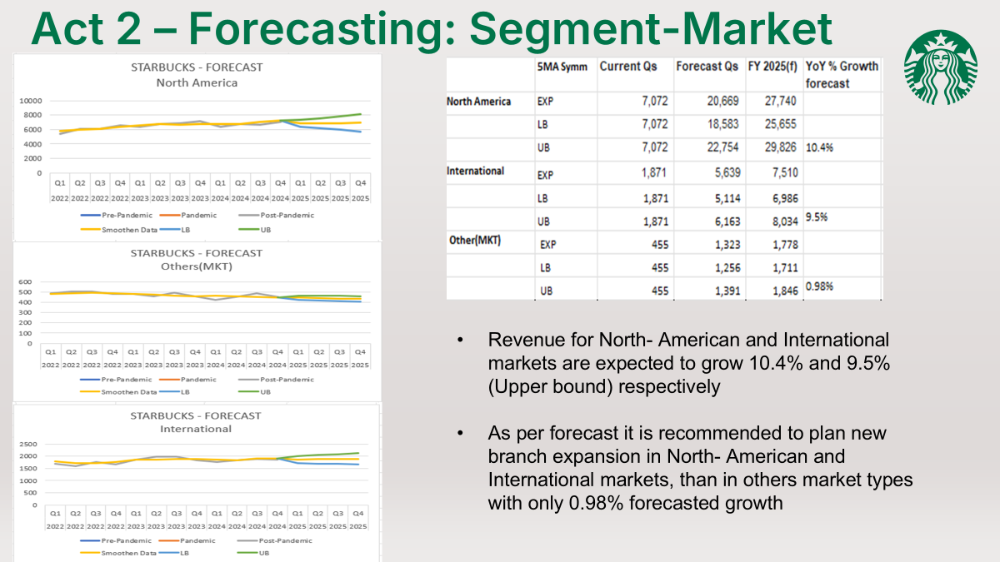 Act 2 – Forecasting: Segment-Market
STARBUCKS - FORECAST
North America
10000
8000
6000
4000
2000
0
Q1 Q2 Q3 Q4 Q1 Q2 Q3 Q4 Q1 Q2 Q3 Q4 Q1 Q2 Q3 Q4
2022 2022 2022 2022 2023 2023 2023 2023 2024 2024 2024 2024 2025 2025 2025 2025
Pre-Pandemic Pandemic Post-Pandemic
Smoothen Data LB UB
STARBUCKS - FORECAST
Others(MKT)
600
500
400
300
200
100
0
Q1 Q2 Q3 Q4 Q1 Q2 Q3 Q4 Q1 Q2 Q3 Q4 Q1 Q2 Q3 Q4
2022 2022 2022 2022 2023 2023 2023 2023 2024 2024 2024 2024 2025 2025 2025 2025
Pre-Pandemic Pandemic Post-Pandemic
Smoothen Data LB UB
STARBUCKS - FORECAST
International
2500
2000
1500
1000
500
0
Q1 Q2 Q3 Q4 Q1 Q2 Q3 Q4 Q1 Q2 Q3 Q4 Q1 Q2 Q3 Q4
2022 2022 2022 2022 2023 2023 2023 2023 2024 2024 2024 2024 2025 2025 2025 2025
Pre-Pandemic Pandemic Post-Pandemic
Smoothen Data LB UB
5MA Symm Current Qs Forecast Qs FY 2025(f) YoY % Growth
forecast
North America EXP 7,072 20,669 27,740
LB 7,072 18,583 25,655
UB 7,072 22,754 29,826 10.4%
International EXP 1,871 5,639 7,510
LB 1,871 5,114 6,986
UB 1,871 6,163 8,034 9.5%
Other(MKT) EXP 455 1,323 1,778
LB 455 1,256 1,711
UB 455 1,391 1,846 0.98%
• Revenue for North- American and International
markets are expected to grow 10.4% and 9.5%
(Upper bound) respectively
• As per forecast it is recommended to plan new
branch expansion in North- American and
International markets, than in others market types
with only 0.98% forecasted growth